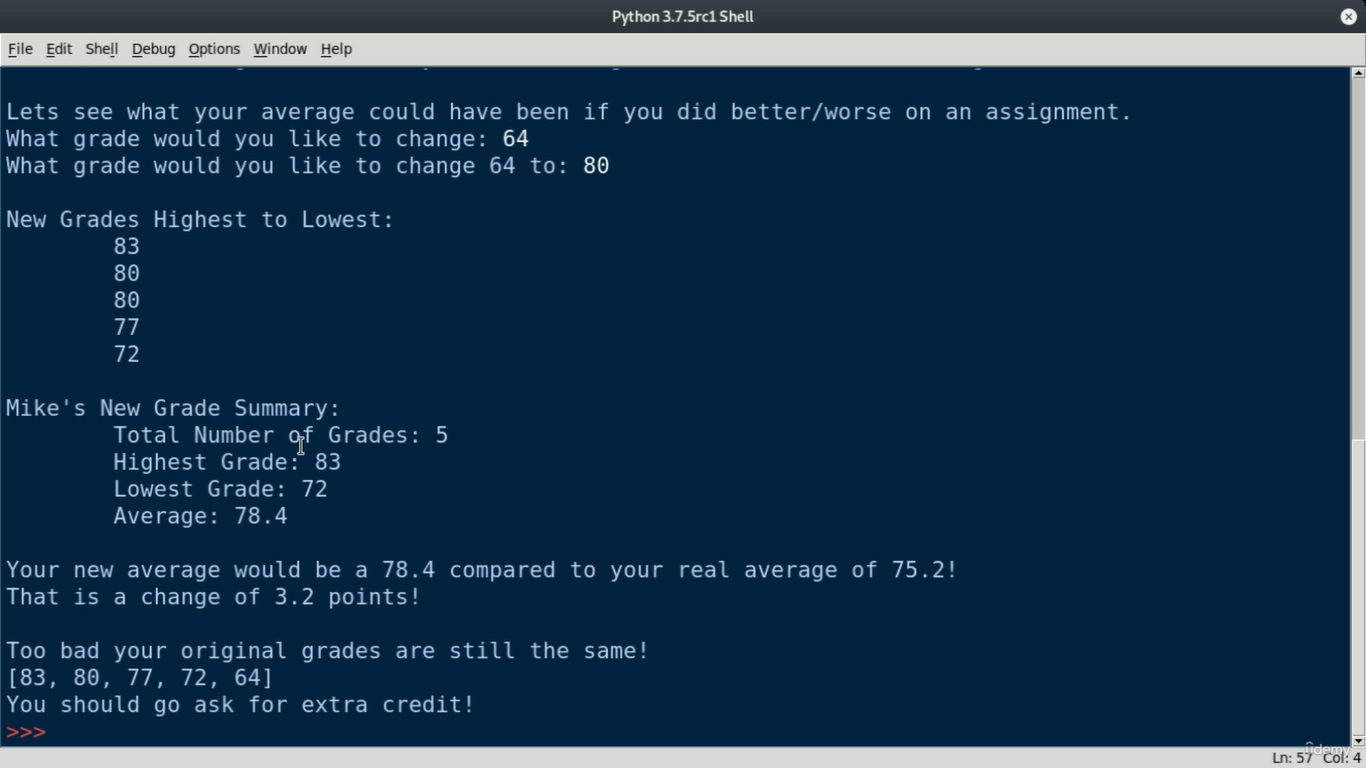 Python 3.7.5rc1 Shell
File Edit Shell Debug Options Window Help
Lets see what your average could have been if you did better/worse on an assignment.
What grade would you like to change: 64
What grade would you like to change 64 to: 80
New Grades Highest to Lowest:
83
80
80
77
72
Mike's New Grade Summary:
Total Number of Grades: 5
Highest Grade: 83
Lowest Grade: 72
Average: 78.4
Your new average would be a 78.4 compared to your real average of 75.2!
That is a change of 3.2 points!
Too bad your original grades are still the same!
[83, 80, 77, 72, 64]
You should go ask for extra credit!
>>>
udemy
Ln: 57 Col: 4